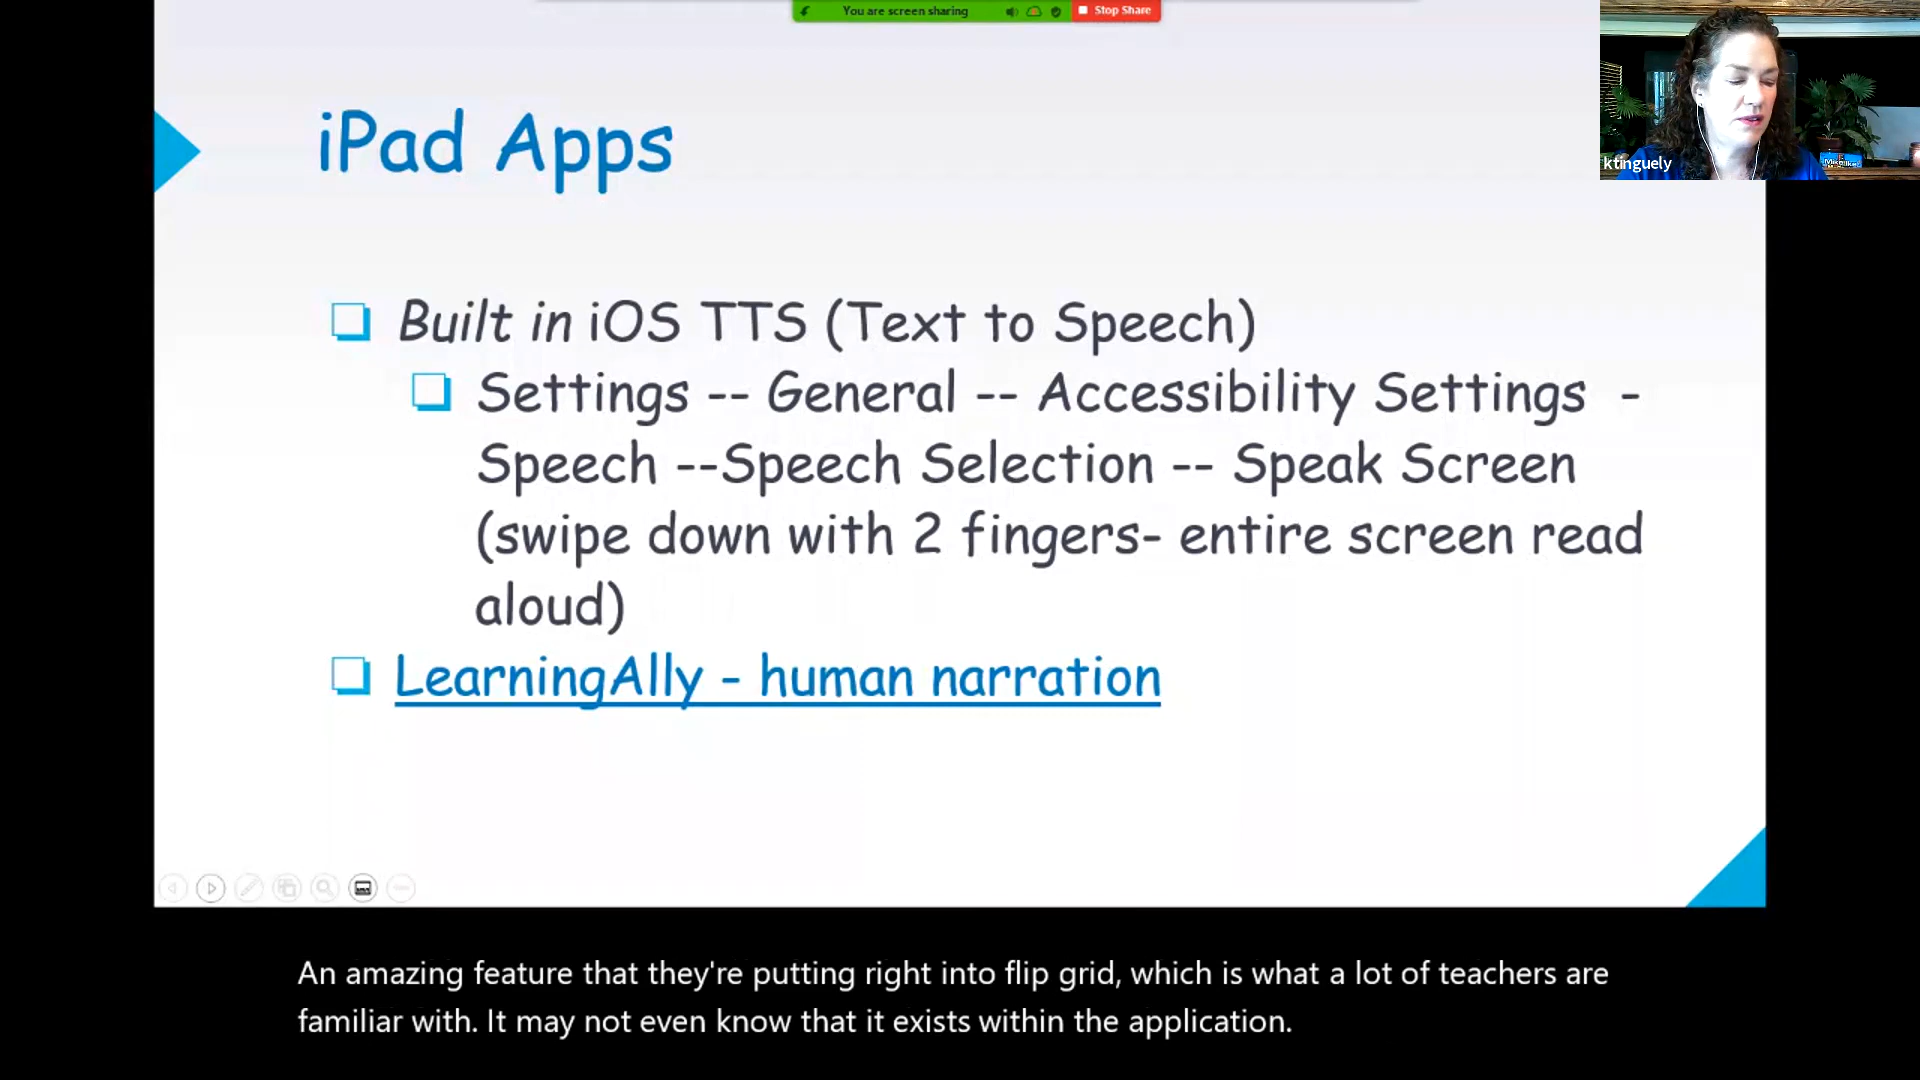 You are screen sharing
Stop Share
ktinguely
iPad Apps
Built in iOS TTS (Text to Speech)
Settings -- General -- Accessibility Settings -
Speech --Speech Selection -- Speak Screen
(swipe down with 2 fingers- entire screen read
aloud)
LearningAlly - human narration
An amazing feature that they're putting right into flip grid, which is what a lot of teachers are
familiar with. It may not even know that it exists within the application.